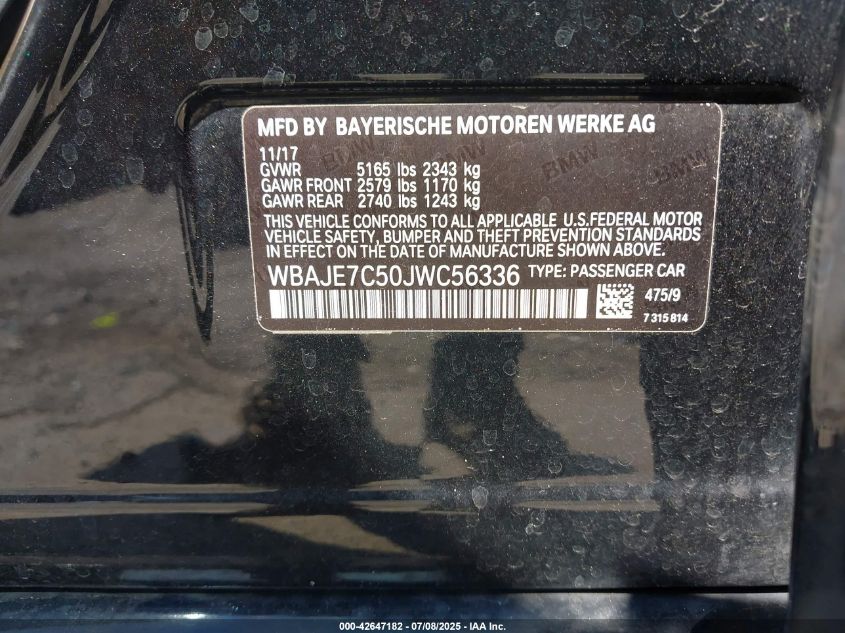 MFD BY BAYERISCHE MOTOREN WERKE AG
11/17
GVWR 5165 lbs 2343 kg
GAWR FRONT 2579 lbs 1170 kg
GAWR REAR 2740 lbs 1243 kg
THIS VEHICLE CONFORMS TO ALL APPLICABLE U.S.FEDERAL MOTOR
VEHICLE SAFETY, BUMPER AND THEFT PREVENTION STANDARDS
IN EFFECT ON THE DATE OF MANUFACTURE SHOWN ABOVE.
WBAJE7C50JWC56336 TYPE: PASSENGER CAR
475/9
7 315 814
000-42647182 - 07/08/2025 - IAA Inc.